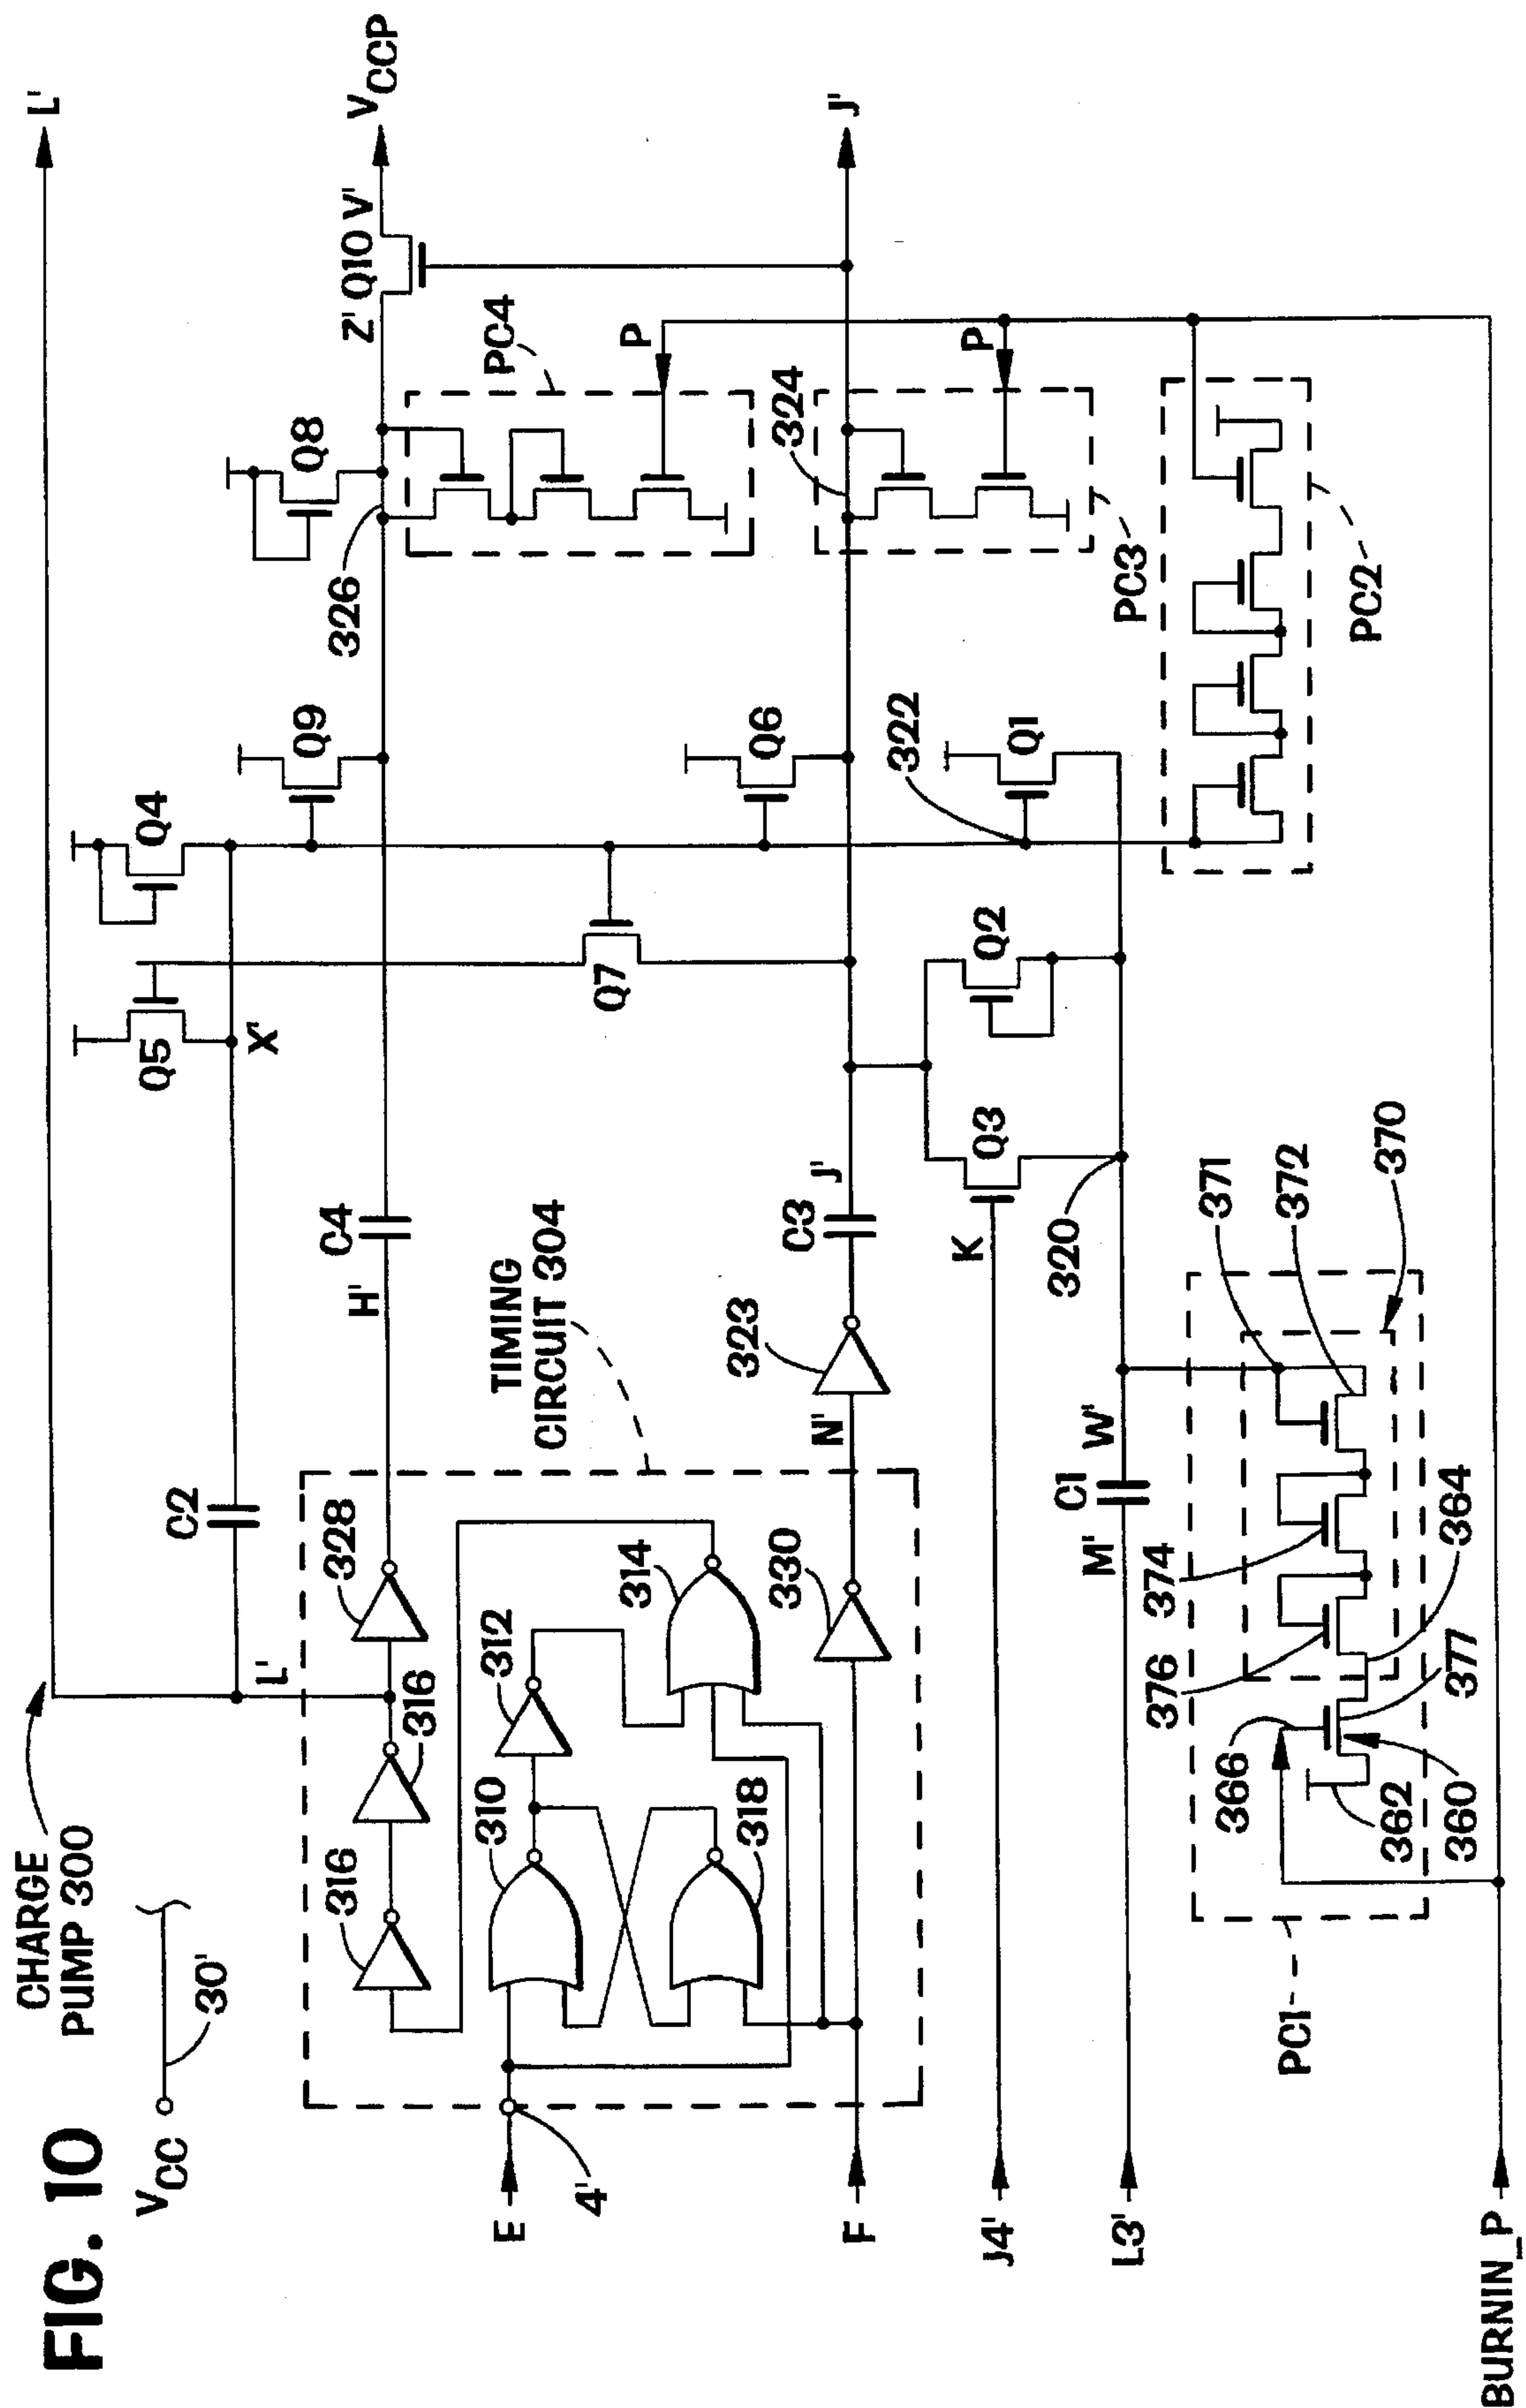 FIG. 10
CHARGE
PUMP 300
VCC
30'
L'
L'
C2
X'
Q5
Q4
Q9
Q8
326
Z'
Q10
V'
VCCP
H'
C4
TIMING
CIRCUIT 304
316
316
328
310
312
314
318
330
E
4'
F
N'
323
C3
J'
Q7
Q6
PC4
P
324
P
PC3
J'
J4'
K
Q3
Q2
322
Q1
320
L3'
M'
C1
W'
PC2
371
372
370
374
376
364
377
366
362
360
PC1
BURNIN_P